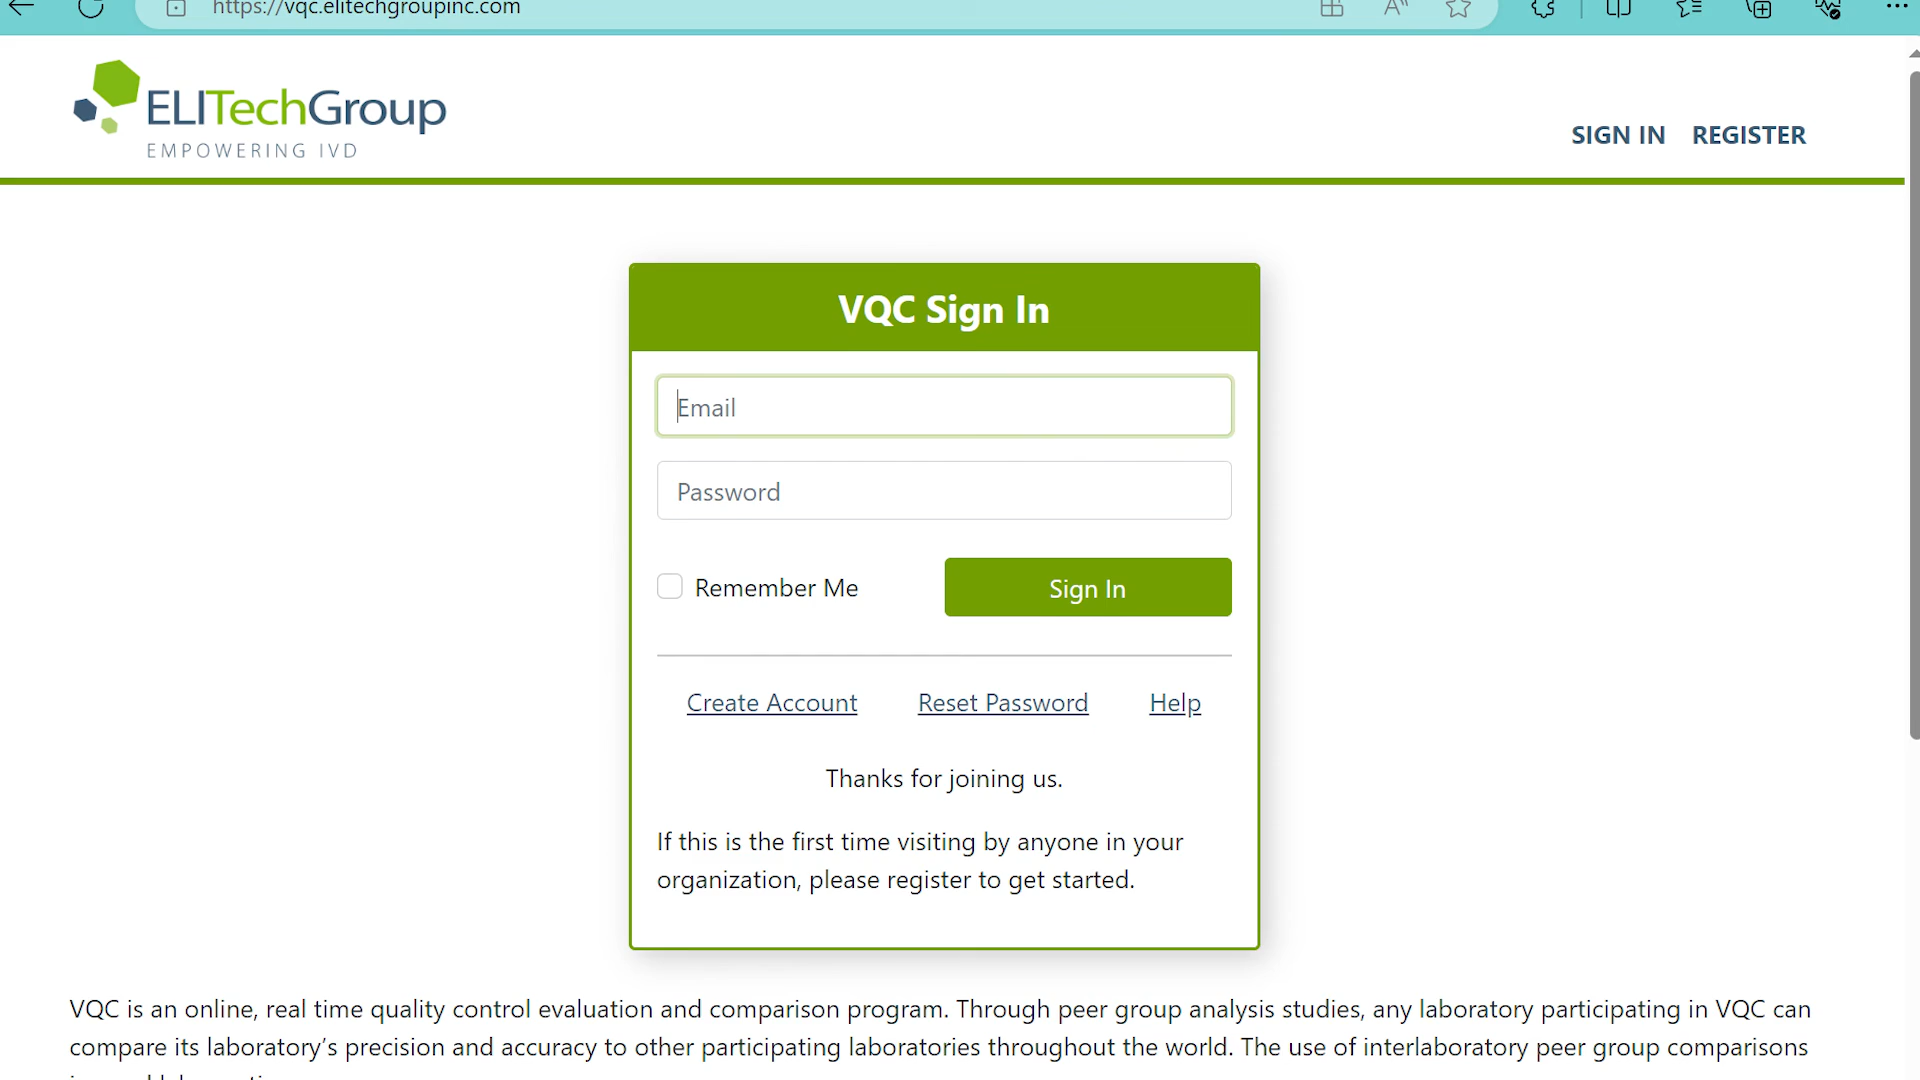 https://vqc.elitechgroupinc.com
ELITechGroup
EMPOWERING IVD
SIGN IN REGISTER
VQC Sign In
Email
Password
Remember Me Sign In
Create Account Reset Password Help
Thanks for joining us.
If this is the first time visiting by anyone in your
organization, please register to get started.
VQC is an online, real time quality control evaluation and comparison program. Through peer group analysis studies, any laboratory participating in VQC can
compare its laboratory’s precision and accuracy to other participating laboratories throughout the world. The use of interlaboratory peer group comparisons